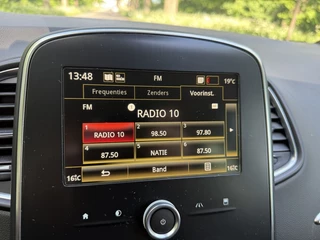 13:48 FM 19°c
Frequenties Zenders Voorinst.
FM
RADIO 10
1 2 3
RADIO 10 98.50 97.80
4 5 6
87.50 NATIE 87.50
16°c Band 16°c